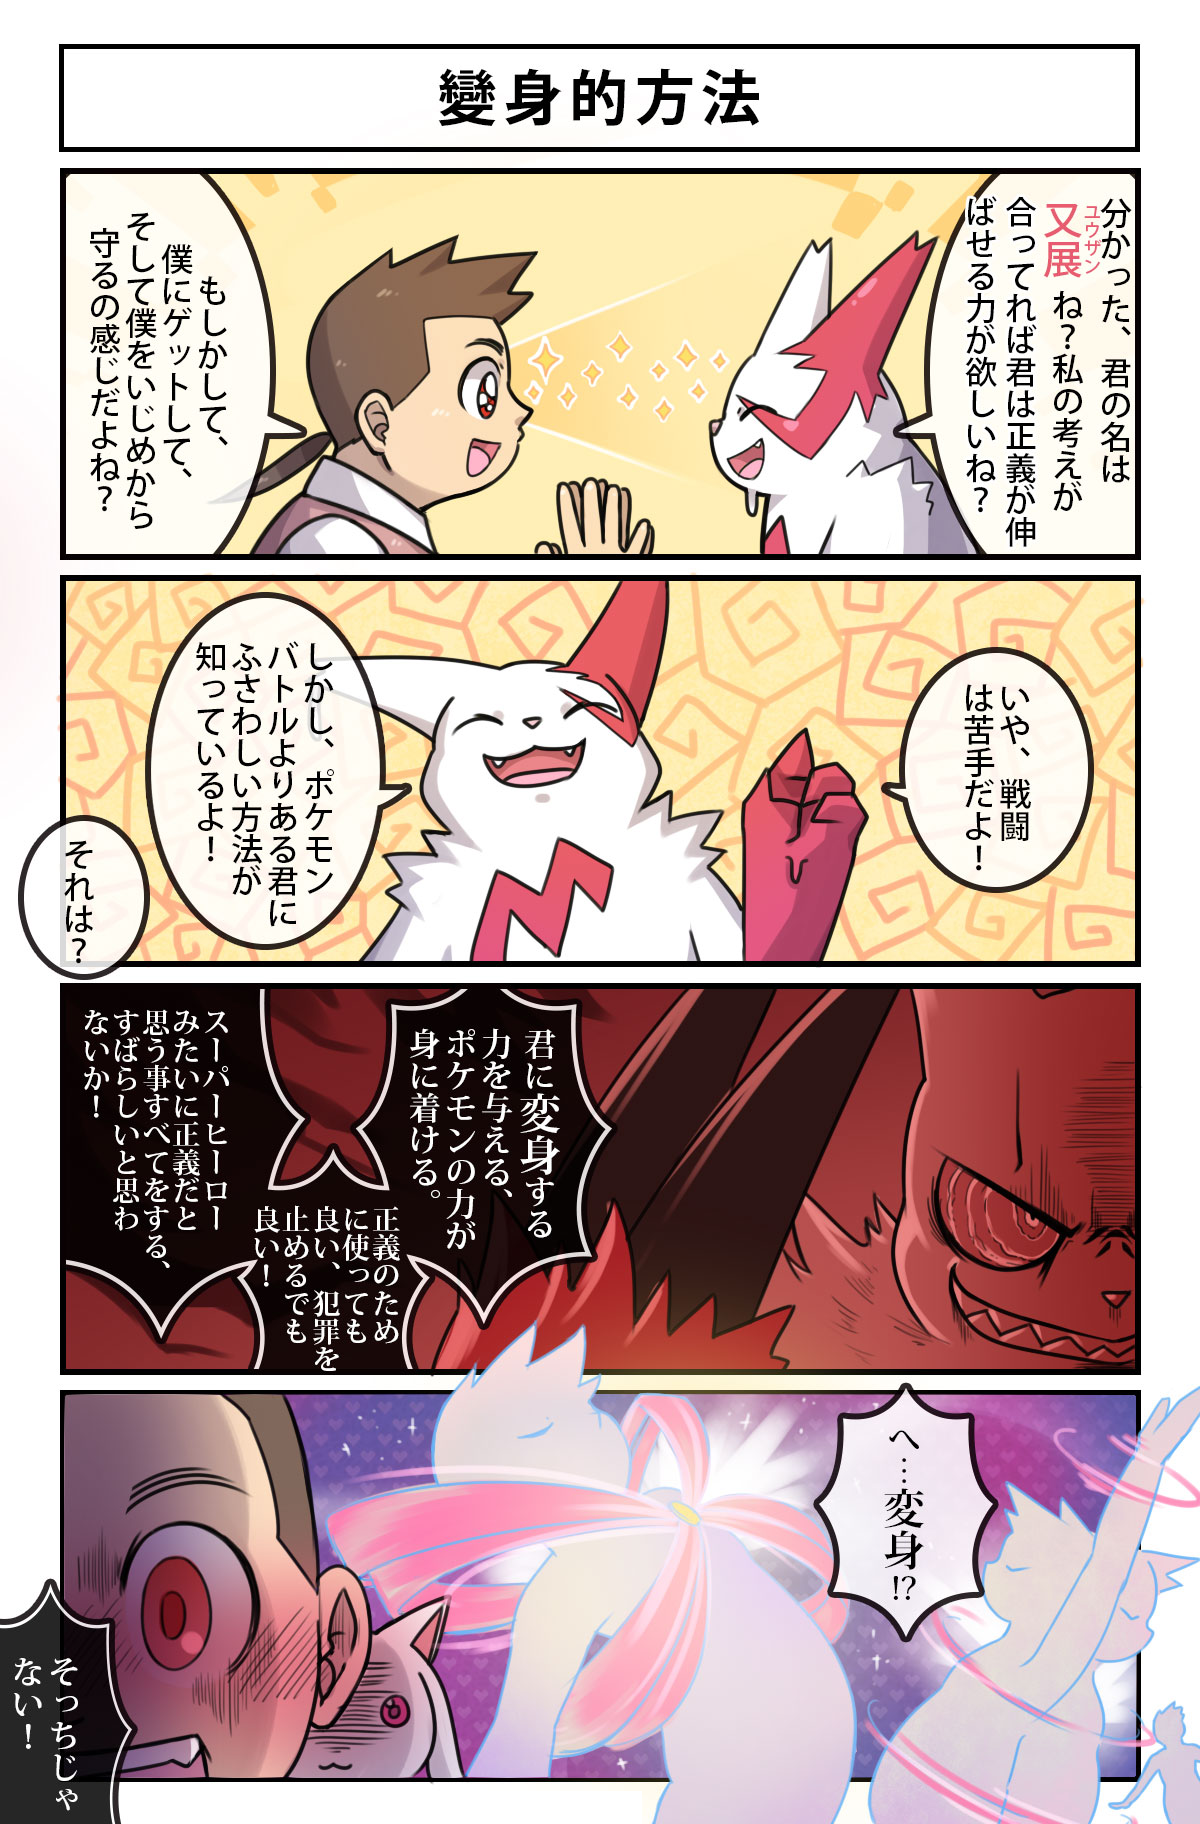 變身的方法
分かった、君の名は
又展ね?私の考えが
ユウザン
合ってれば君は正義が伸
ばせる力が欲しいね?
もしかして、
僕にゲットして、
そして僕をいじめから
守るの感じだよね?
いや、戦闘
は苦手だよ!
しかし、ポケモン
バトルよりある君に
ふさわしい方法が
知っているよ!
それは?
君に変身する
力を与える、
ポケモンの力が
身に着ける。
正義のため
に使っても
良い、犯罪を
止めるでも
良い!
スーパーヒーロー
みたいに正義だと
思う事すべてをする、
すばらしいと思わ
ないか!
へ…変身!?
そっちじゃ
ない!